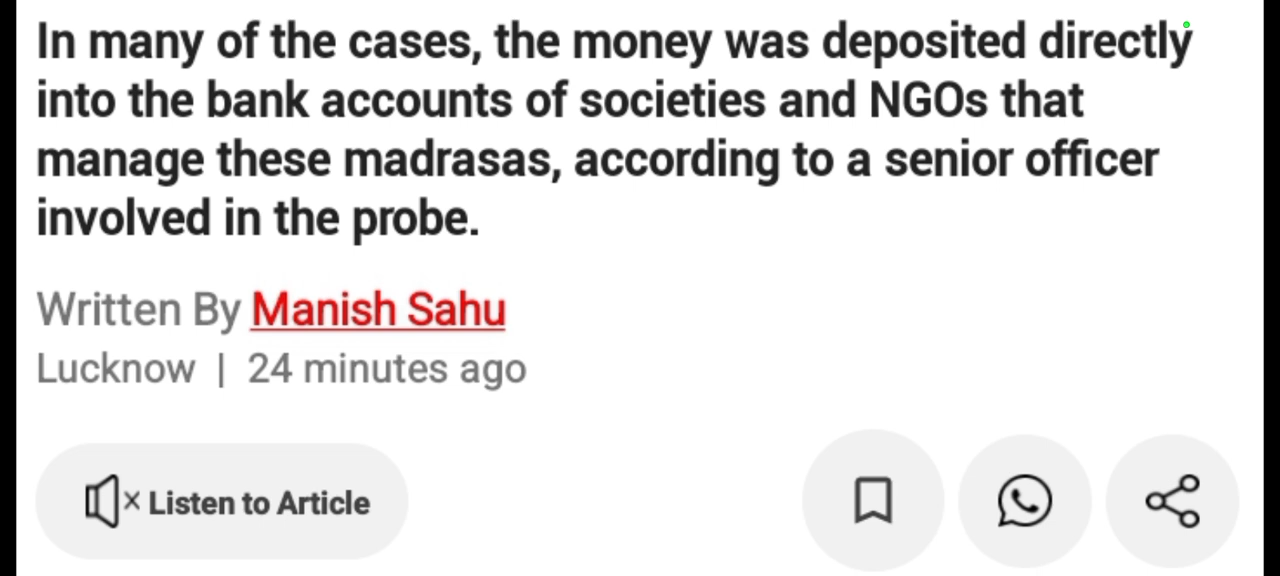 In many of the cases, the money was deposited directly
into the bank accounts of societies and NGOs that
manage these madrasas, according to a senior officer
involved in the probe.
Written By Manish Sahu
Lucknow | 24 minutes ago
Listen to Article